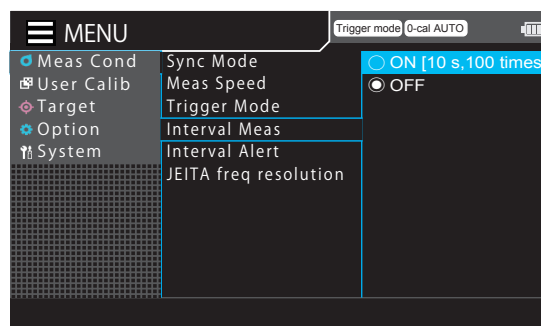 MENU
Trigger mode 0-cal AUTO
Meas Cond
User Calib
Target
Option
System
Sync Mode
Meas Speed
Trigger Mode
Interval Meas
Interval Alert
JEITA freq resolution
ON [10 s,100 times
OFF